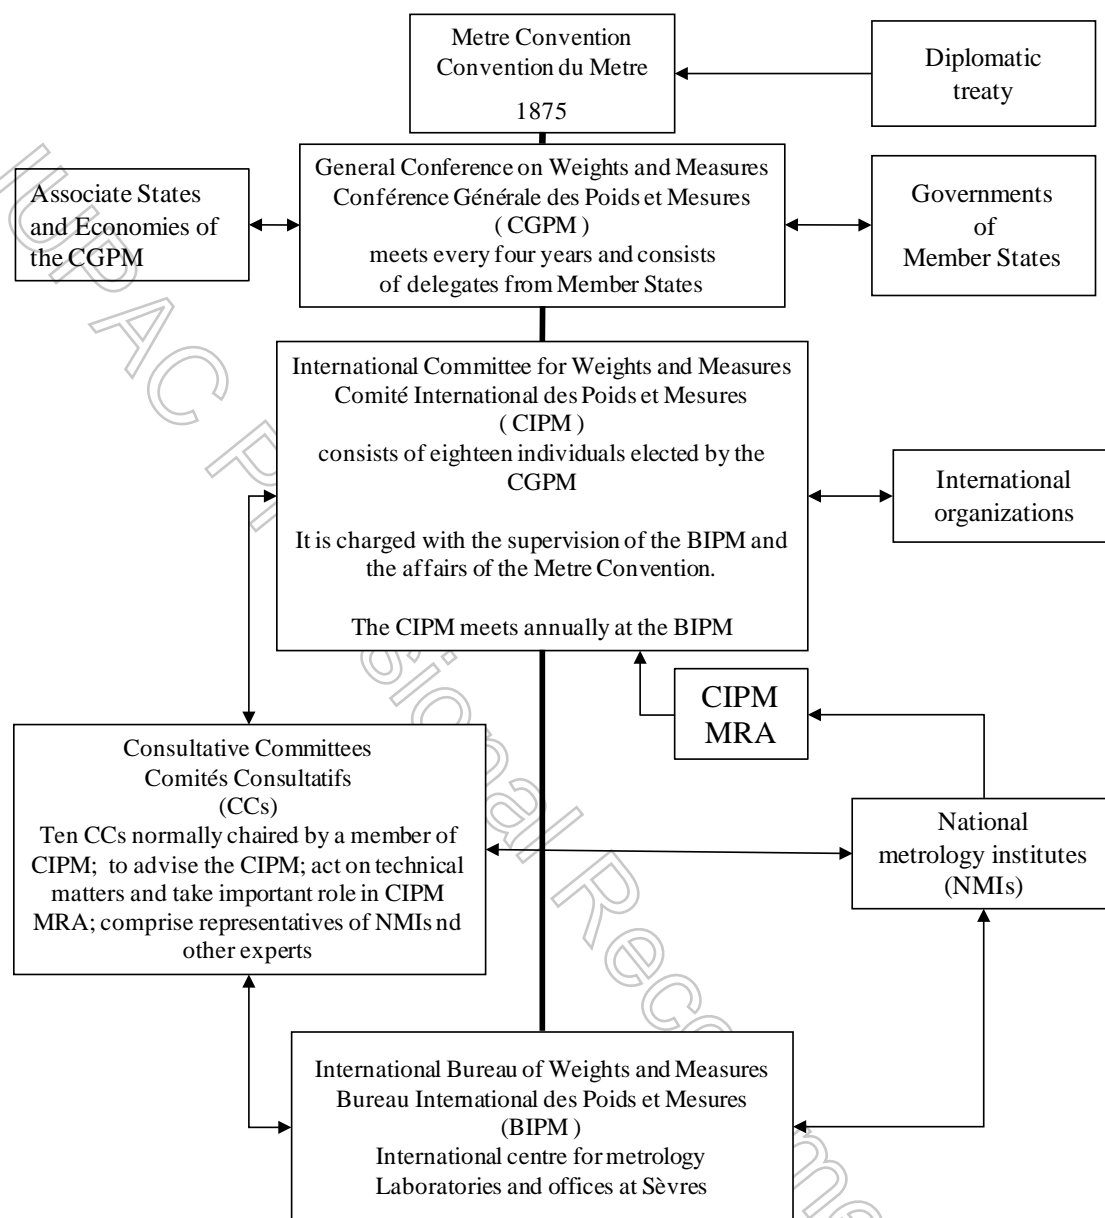 Metre Convention
Convention du Metre
1875
Diplomatic
treaty
General Conference on Weights and Measures
Conférence Générale des Poids et Mesures
( CGPM )
meets every four years and consists
of delegates from Member States
Associate States
and Economies of
the CGPM
Governments
of
Member States
International Committee for Weights and Measures
Comité International des Poids et Mesures
( CIPM )
consists of eighteen individuals elected by the
CGPM
It is charged with the supervision of the BIPM and
the affairs of the Metre Convention.
The CIPM meets annually at the BIPM
International
organizations
CIPM
MRA
Consultative Committees
Comités Consultatifs
(CCs)
Ten CCs normally chaired by a member of
CIPM; to advise the CIPM; act on technical
matters and take important role in CIPM
MRA; comprise representatives of NMIs nd
other experts
National
metrology institutes
(NMIs)
International Bureau of Weights and Measures
Bureau International des Poids et Mesures
(BIPM )
International centre for metrology
Laboratories and offices at Sèvres
IUPAC